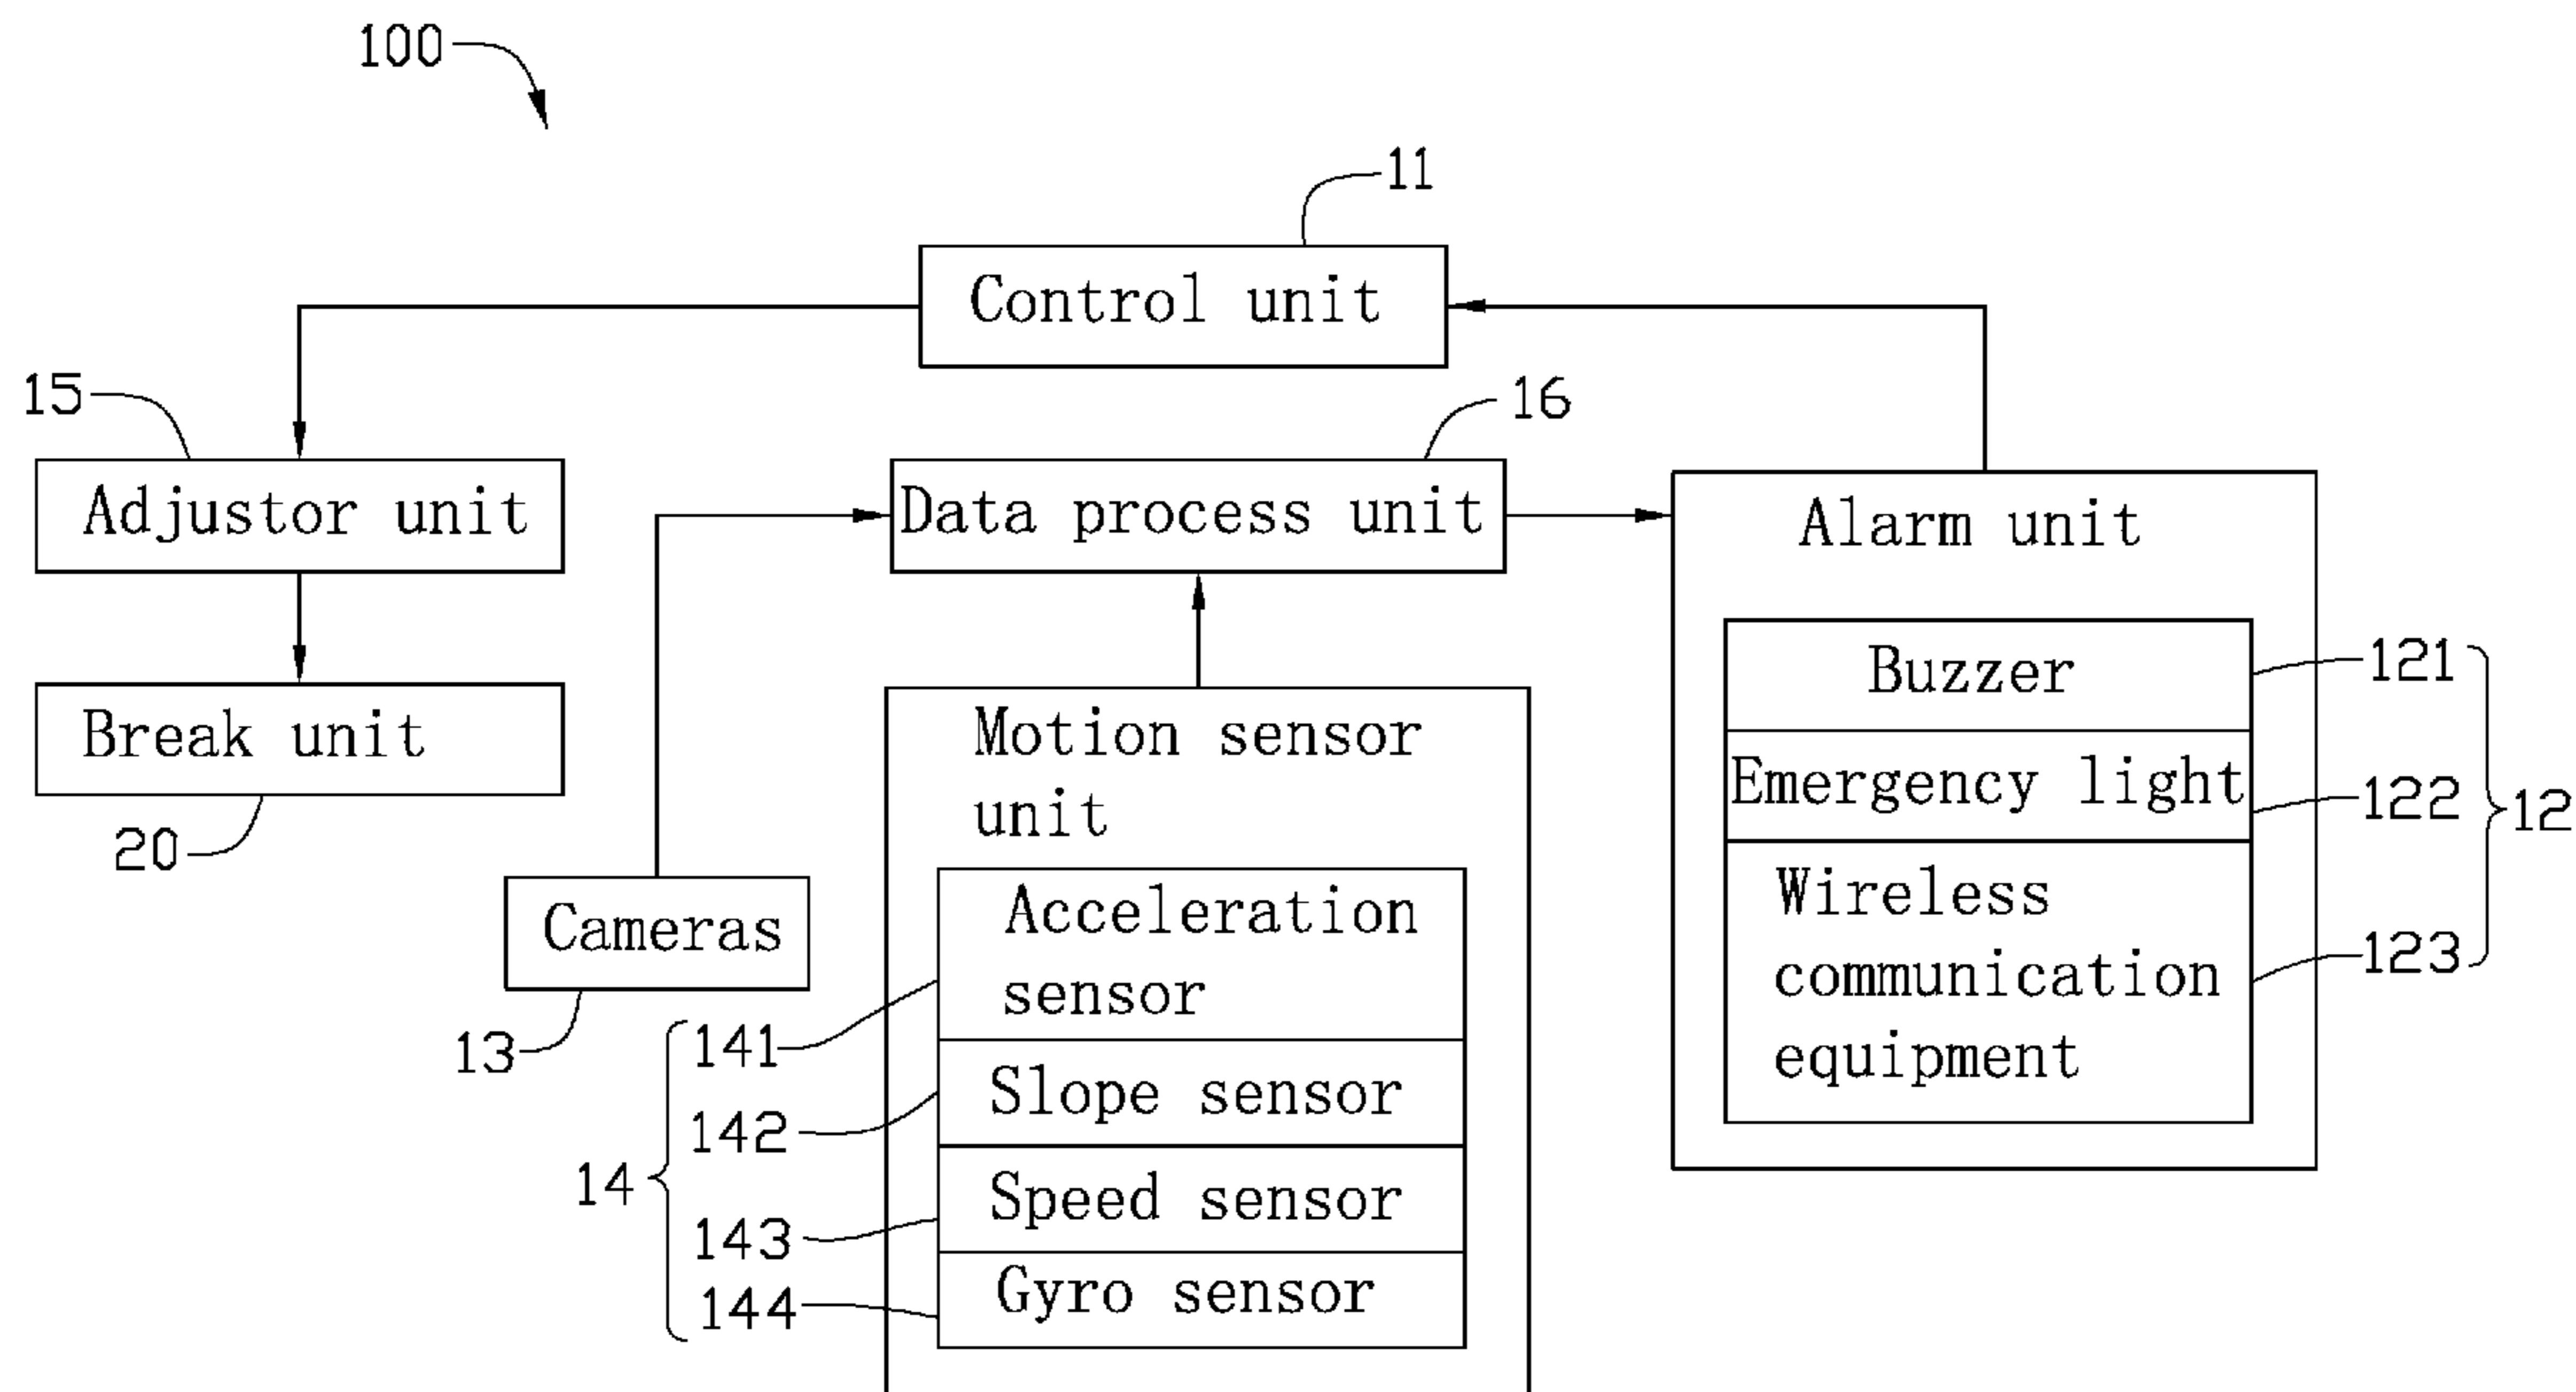 100
11
Control unit
15
16
Adjustor unit
Data process unit
Alarm unit
Break unit
20
Motion sensor
unit
Buzzer
121
Emergency light
122
12
Wireless
communication
equipment
123
Cameras
13
Acceleration
sensor
141
Slope sensor
142
14
Speed sensor
143
Gyro sensor
144